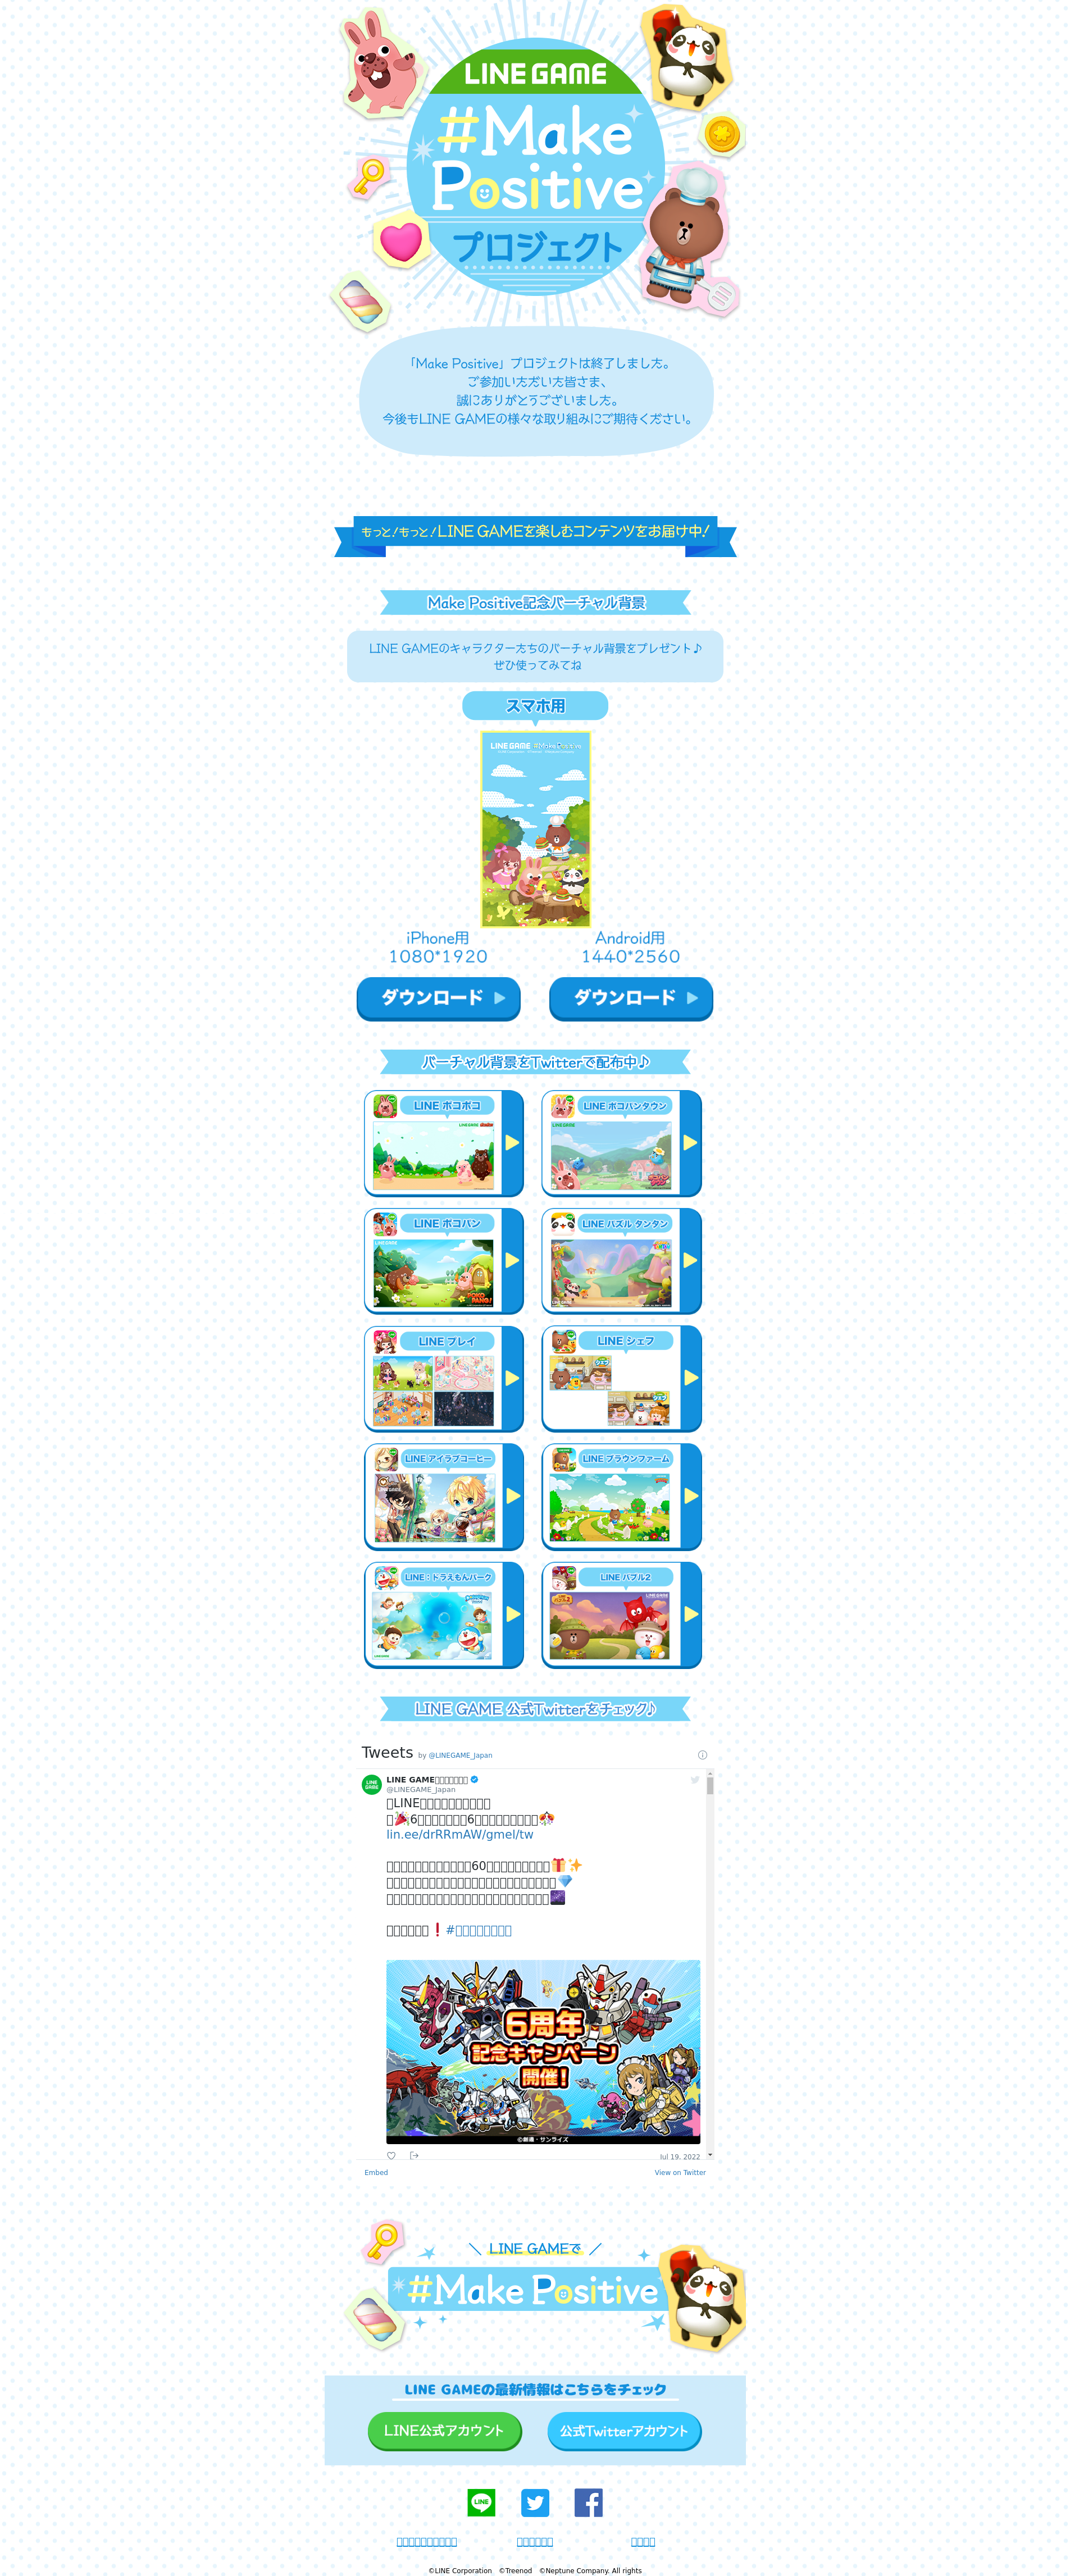 LINE GAME
#Make
Positive
プロジェクト
「Make Positive」プロジェクトは終了しました。
ご参加いただいた皆さま、
誠にありがとうございました。
今後もLINE GAMEの様々な取り組みにご期待ください。
もっと！もっと！LINE GAMEを楽しむコンテンツをお届け中！
Make Positive記念バーチャル背景
LINE GAMEのキャラクターたちのバーチャル背景をプレゼント♪
ぜひ使ってみてね
スマホ用
LINE GAME #Make Positive
iPhone用
1080*1920
Android用
1440*2560
ダウンロード
ダウンロード
バーチャル背景をTwitterで配布中♪
LINE ポコポコ
LINE ポコパンタウン
LINE ポコパン
LINE パズル タンタン
LINE プレイ
LINE シェフ
LINE アイラブコーヒー
LINE ブラウンファーム
LINE：ドラえもんパーク
LINE バブル2
LINE GAME 公式Twitterをチェック♪
Tweets by @LINEGAME_Japan
LINE GAME
@LINEGAME_Japan
LINE
🎉6 6
lin.ee/drRRmAW/gmel/tw
60 🎁✨
💎
❗#
6周年
記念キャンペーン
開催！
©創通・サンライズ
Jul 19, 2022
Embed
View on Twitter
＼ LINE GAMEで ／
#Make Positive
LINE GAMEの最新情報はこちらをチェック
LINE公式アカウント
公式Twitterアカウント
LINE
©LINE Corporation ©Treenod ©Neptune Company. All rights